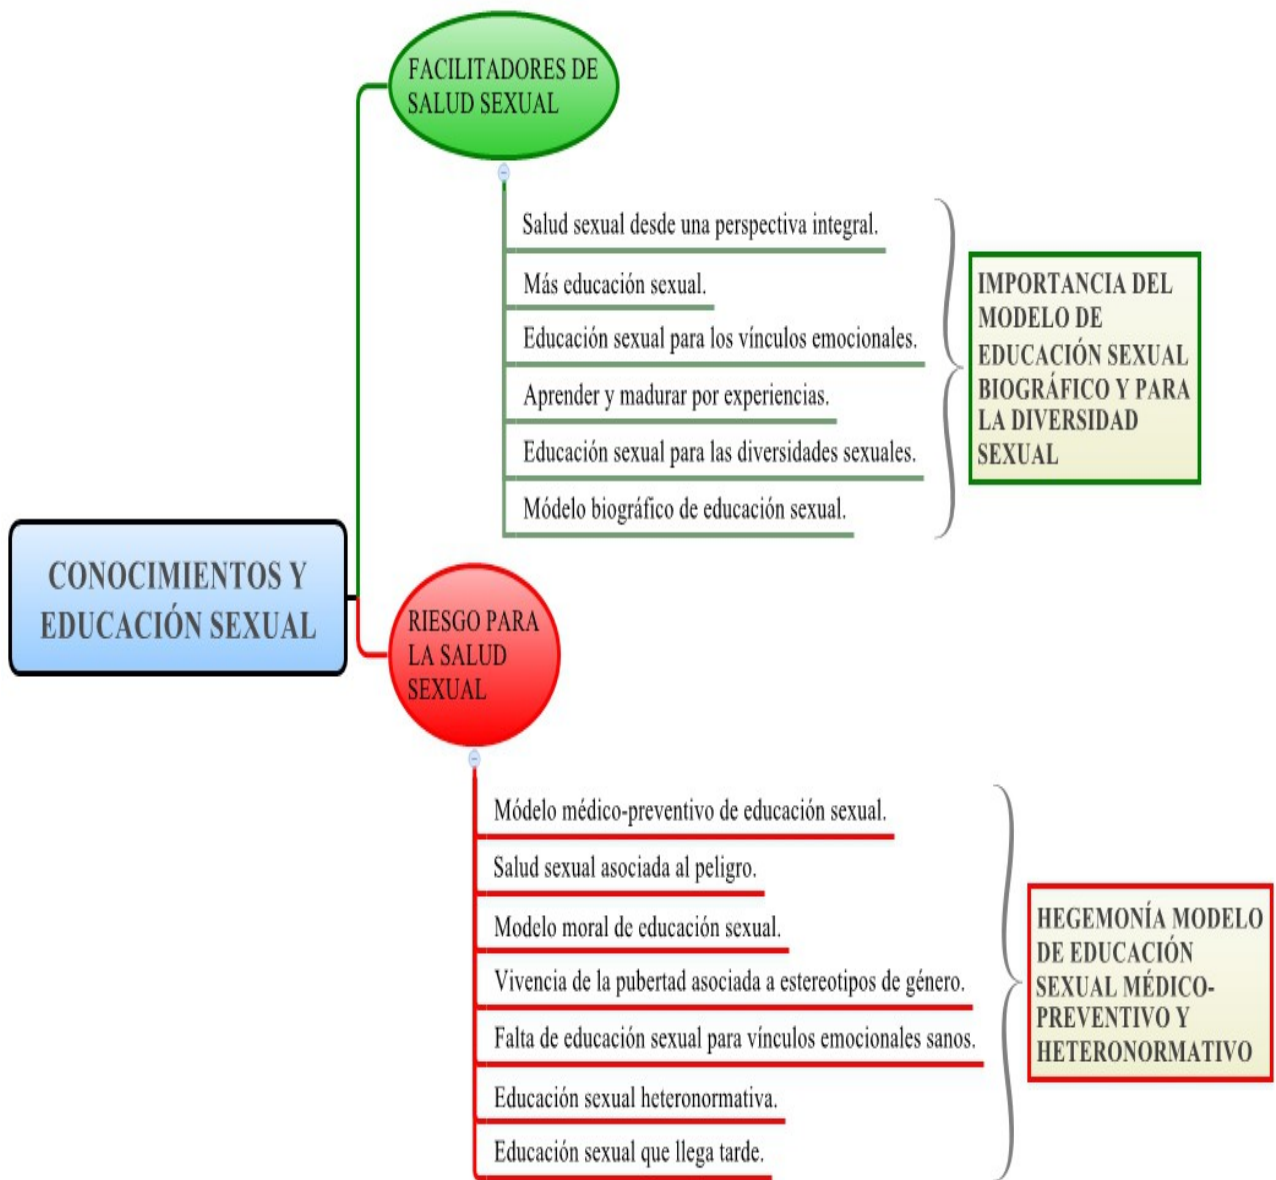 FACILITADORES DE
SALUD SEXUAL
Salud sexual desde una perspectiva integral.
Más educación sexual.
Educación sexual para los vínculos emocionales.
Aprender y madurar por experiencias.
Educación sexual para las diversidades sexuales.
Módelo biográfico de educación sexual.
IMPORTANCIA DEL
MODELO DE
EDUCACIÓN SEXUAL
BIOGRÁFICO Y PARA
LA DIVERSIDAD
SEXUAL
CONOCIMIENTOS Y
EDUCACIÓN SEXUAL
RIESGO PARA
LA SALUD
SEXUAL
Módelo médico-preventivo de educación sexual.
Salud sexual asociada al peligro.
Modelo moral de educación sexual.
Vivencia de la pubertad asociada a estereotipos de género.
Falta de educación sexual para vínculos emocionales sanos.
Educación sexual heteronormativa.
Educación sexual que llega tarde.
HEGEMONÍA MODELO
DE EDUCACIÓN
SEXUAL MÉDICO-
PREVENTIVO Y
HETERONORMATIVO